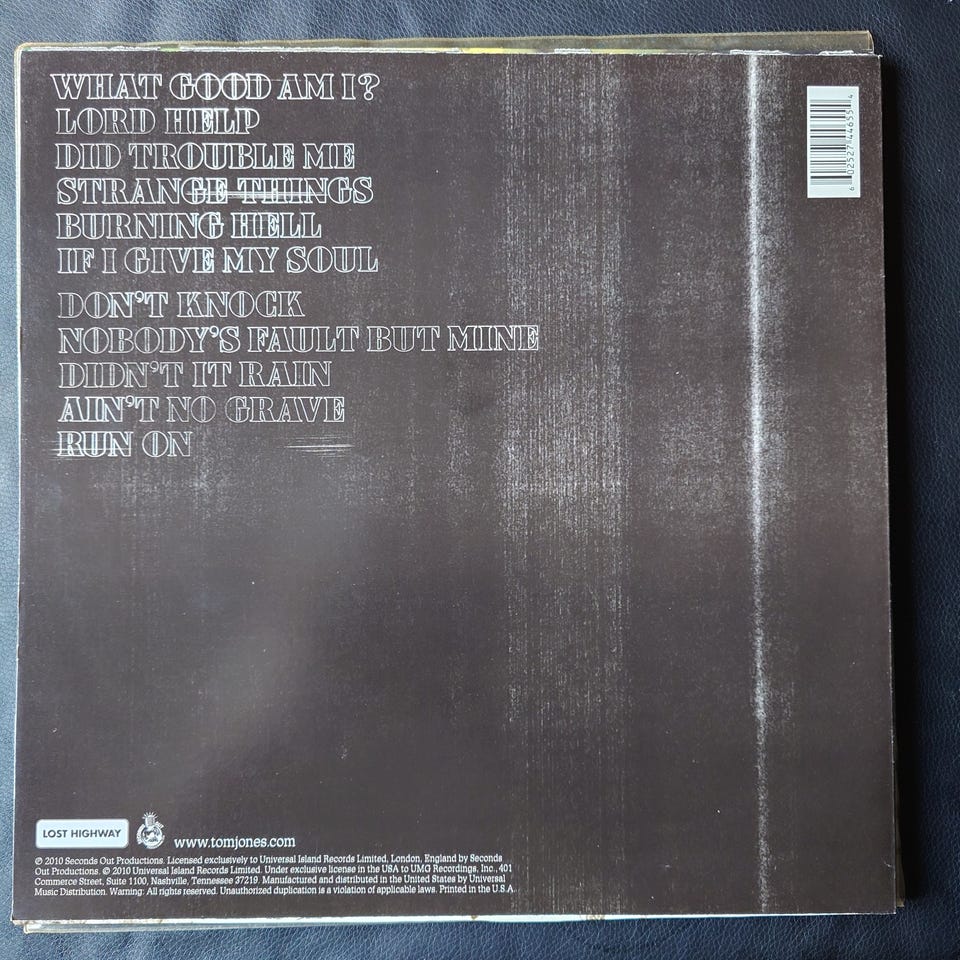 WHAT GOOD AM I?
LORD HELP
DID TROUBLE ME
STRANGE THINGS
BURNING HELL
IF I GIVE MY SOUL
DON'T KNOCK
NOBODY'S FAULT BUT MINE
DIDN'T IT RAIN
AIN'T NO GRAVE
RUN ON
6 02527 44655 4
LOST HIGHWAY
www.tomjones.com
℗ 2010 Seconds Out Productions. Licensed exclusively to Universal Island Records Limited, London, England by Seconds
Out Productions. © 2010 Universal Island Records Limited. Under exclusive license in the USA to UMG Recordings, Inc., 401
Commerce Street, Suite 1100, Nashville, Tennessee 37219. Manufactured and distributed in the United States by Universal
Music Distribution. Warning: All rights reserved. Unauthorized duplication is a violation of applicable laws. Printed in the U.S.A.